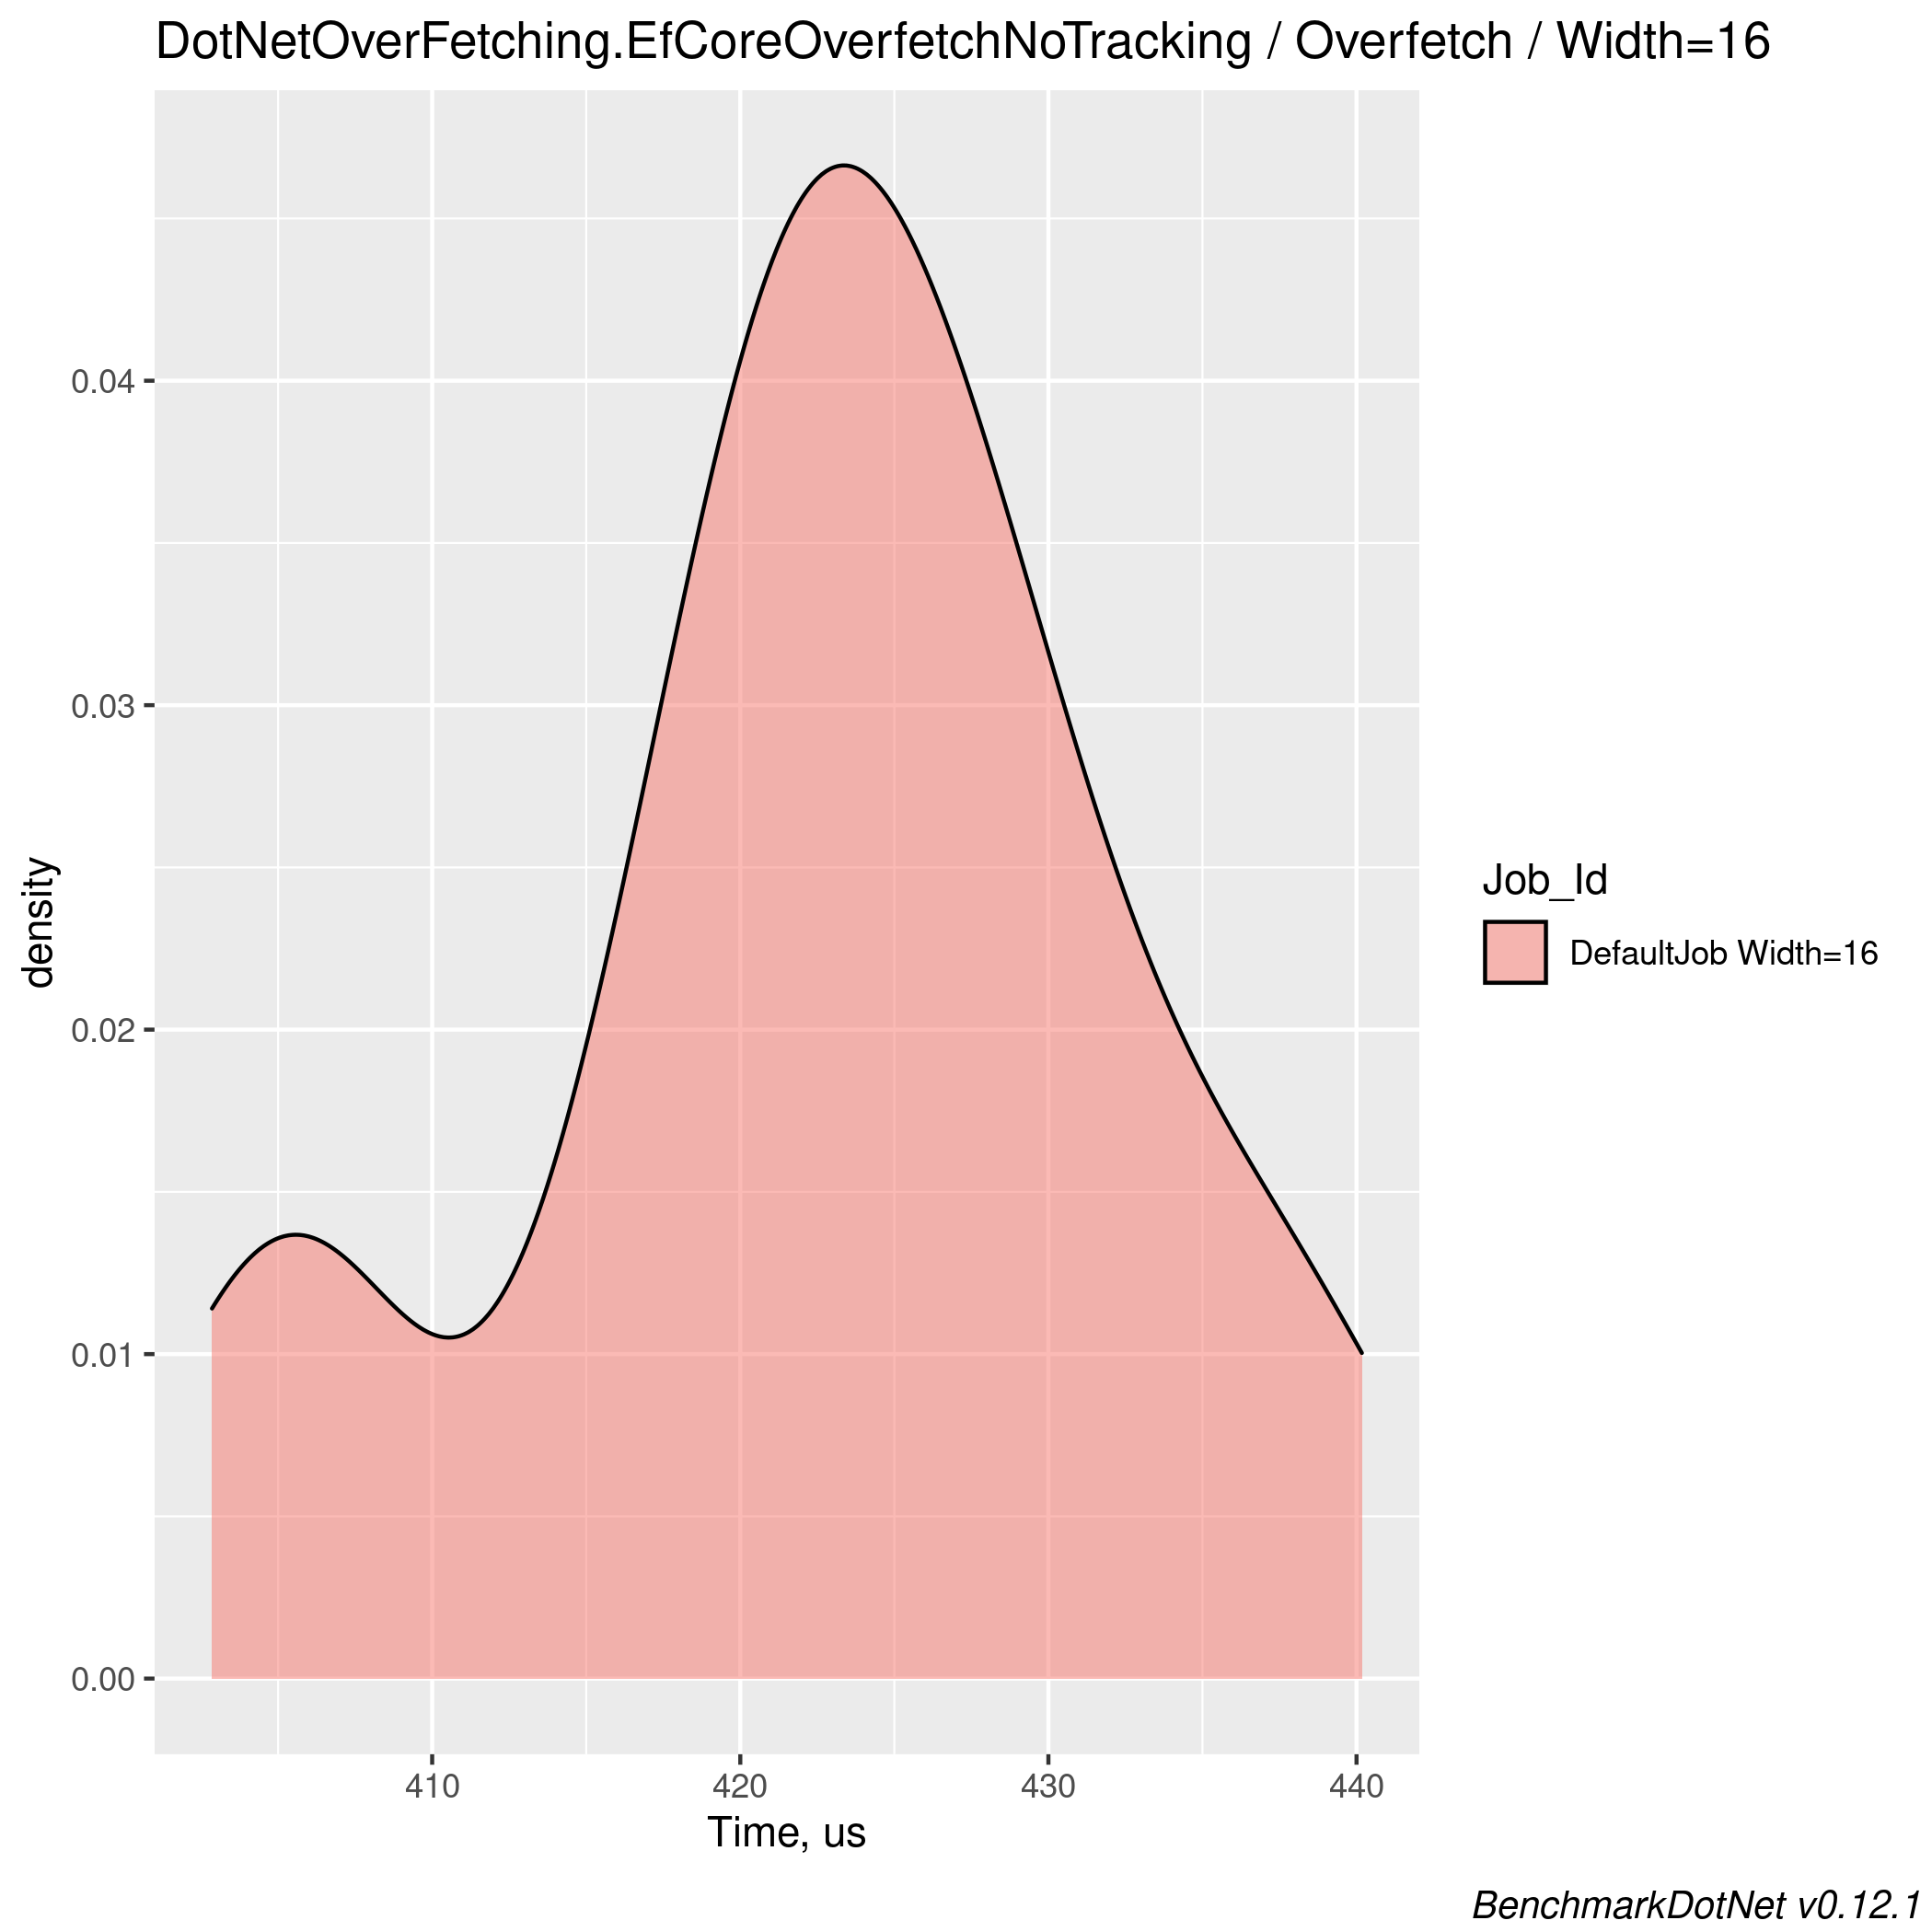 DotNetOverFetching.EfCoreOverfetchNoTracking / Overfetch / Width=16
0.04
0.03
0.02
0.01
0.00
density
410 420 430 440
Time, us
Job_Id
DefaultJob Width=16
BenchmarkDotNet v0.12.1